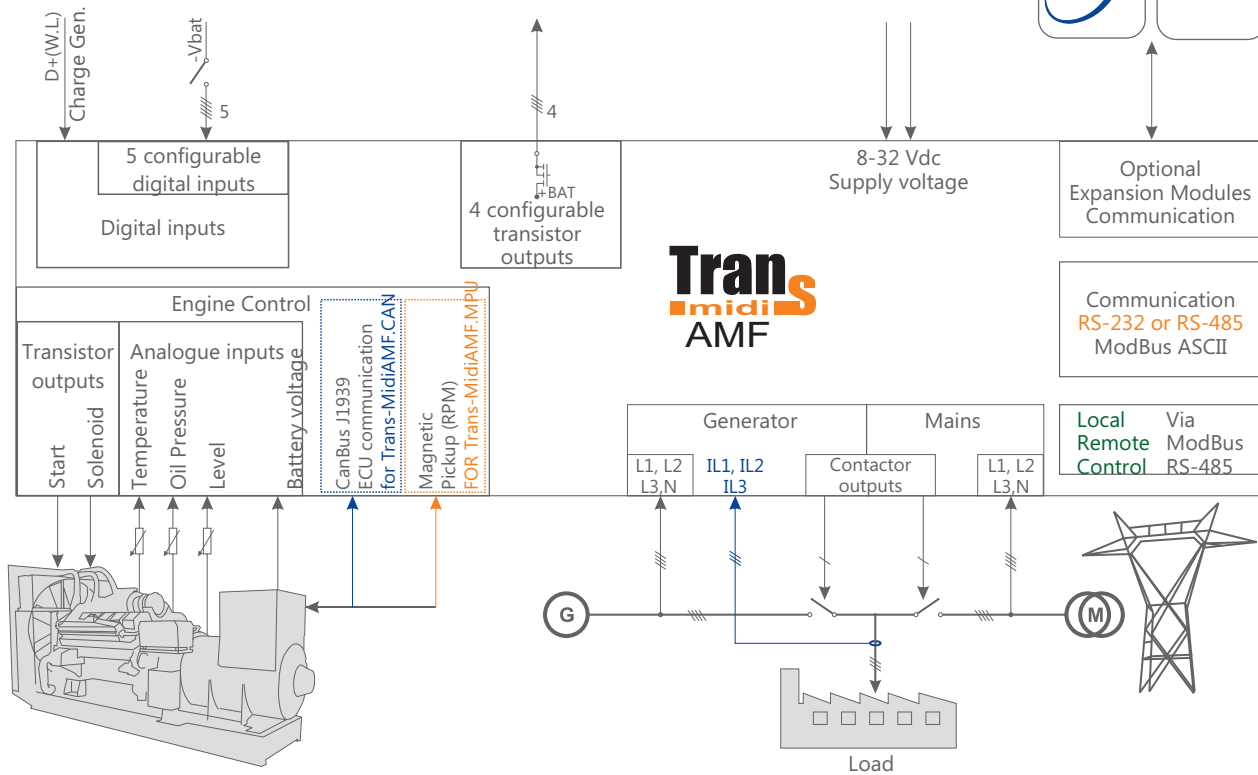 D+(W.L.)
Charge Gen.
-Vbat
5
4
5 configurable
digital inputs
Digital inputs
+BAT
4 configurable
transistor
outputs
8-32 Vdc
Supply voltage
Optional
Expansion Modules
Communication
Trans
midi
AMF
Communication
RS-232 or RS-485
ModBus ASCII
Local Via
Remote ModBus
Control RS-485
Engine Control
Transistor
outputs
Start
Solenoid
Analogue inputs
Temperature
Oil Pressure
Level
Battery voltage
CanBus J1939
ECU communication
for Trans-MidiAMF.CAN
Magnetic
Pickup (RPM)
FOR Trans-MidiAMF.MPU
Generator
Mains
L1, L2
L3,N
IL1, IL2
IL3
Contactor
outputs
L1, L2
L3,N
G
M
Load